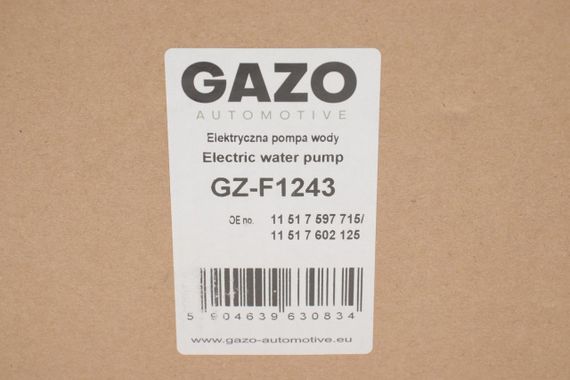 GAZO
AUTOMOTIVE
Elektryczna pompa wody
Electric water pump
GZ-F1243
OE no. 11 51 7 597 715/
11 51 7 602 125
5 904639 630834
www.gazo-automotive.eu